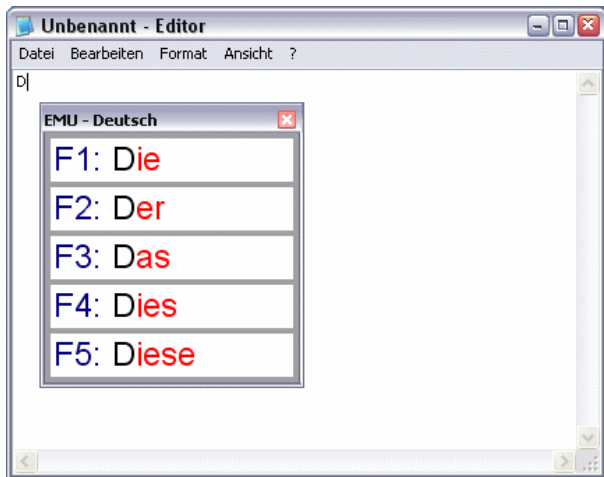 Unbenannt - Editor
Datei Bearbeiten Format Ansicht ?
D
EMU - Deutsch
F1: Die
F2: Der
F3: Das
F4: Dies
F5: Diese